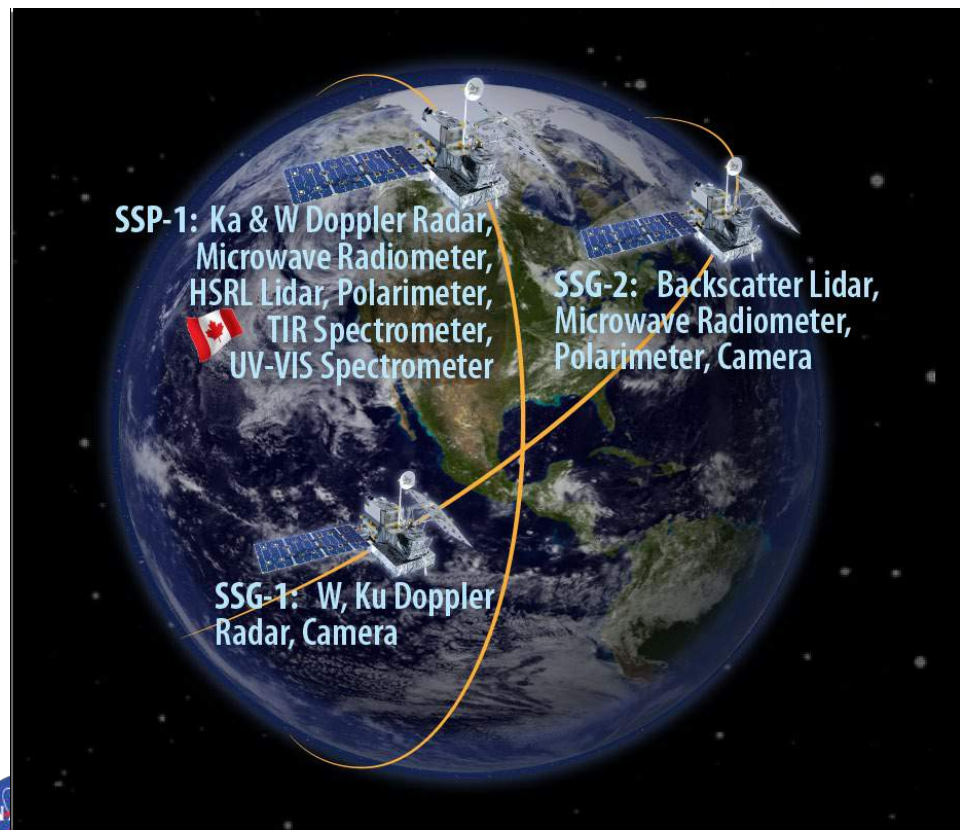 SSP-1: Ka & W Doppler Radar,
Microwave Radiometer,
HSRL Lidar, Polarimeter,
TIR Spectrometer,
UV-VIS Spectrometer
SSG-2: Backscatter Lidar,
Microwave Radiometer,
Polarimeter, Camera
SSG-1: W, Ku Doppler
Radar, Camera